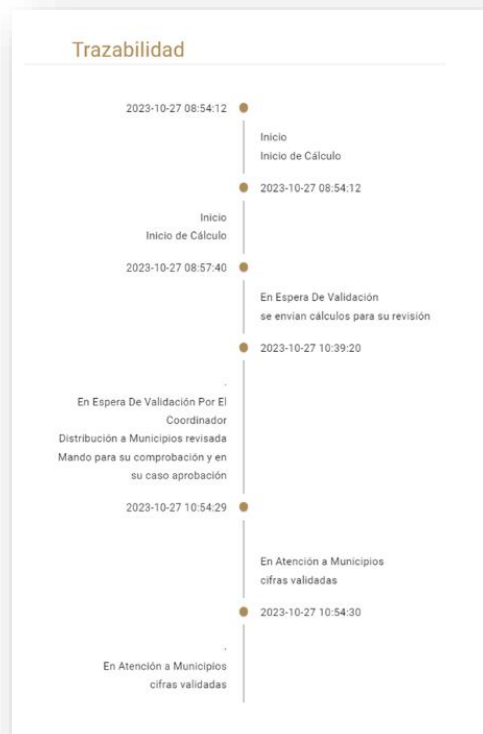 Trazabilidad
2023-10-27 08:54:12
Inicio
Inicio de Cálculo
2023-10-27 08:54:12
Inicio
Inicio de Cálculo
2023-10-27 08:57:40
En Espera De Validación
se envían cálculos para su revisión
2023-10-27 10:39:20
.
En Espera De Validación Por El
Coordinador
Distribución a Municipios revisada
Mando para su comprobación y en
su caso aprobación
2023-10-27 10:54:29
En Atención a Municipios
cifras validadas
2023-10-27 10:54:30
.
En Atención a Municipios
cifras validadas